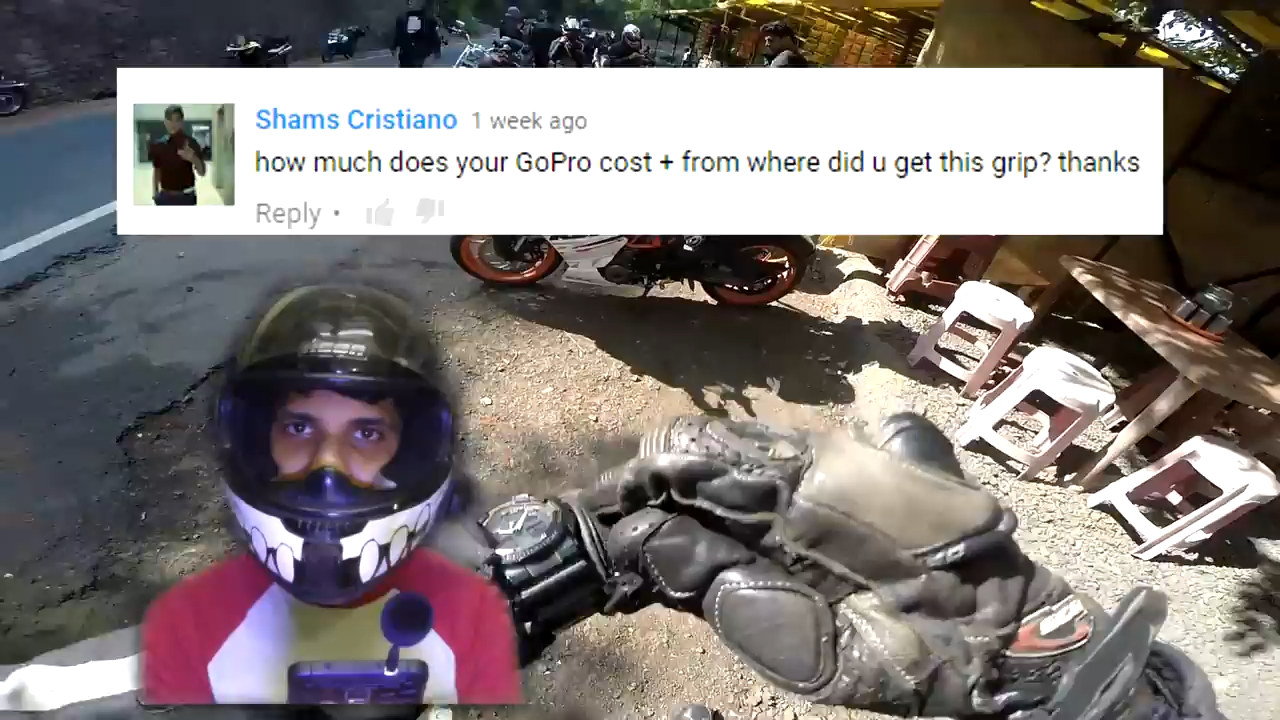 Shams Cristiano 1 week ago
how much does your GoPro cost + from where did u get this grip? thanks
Reply •